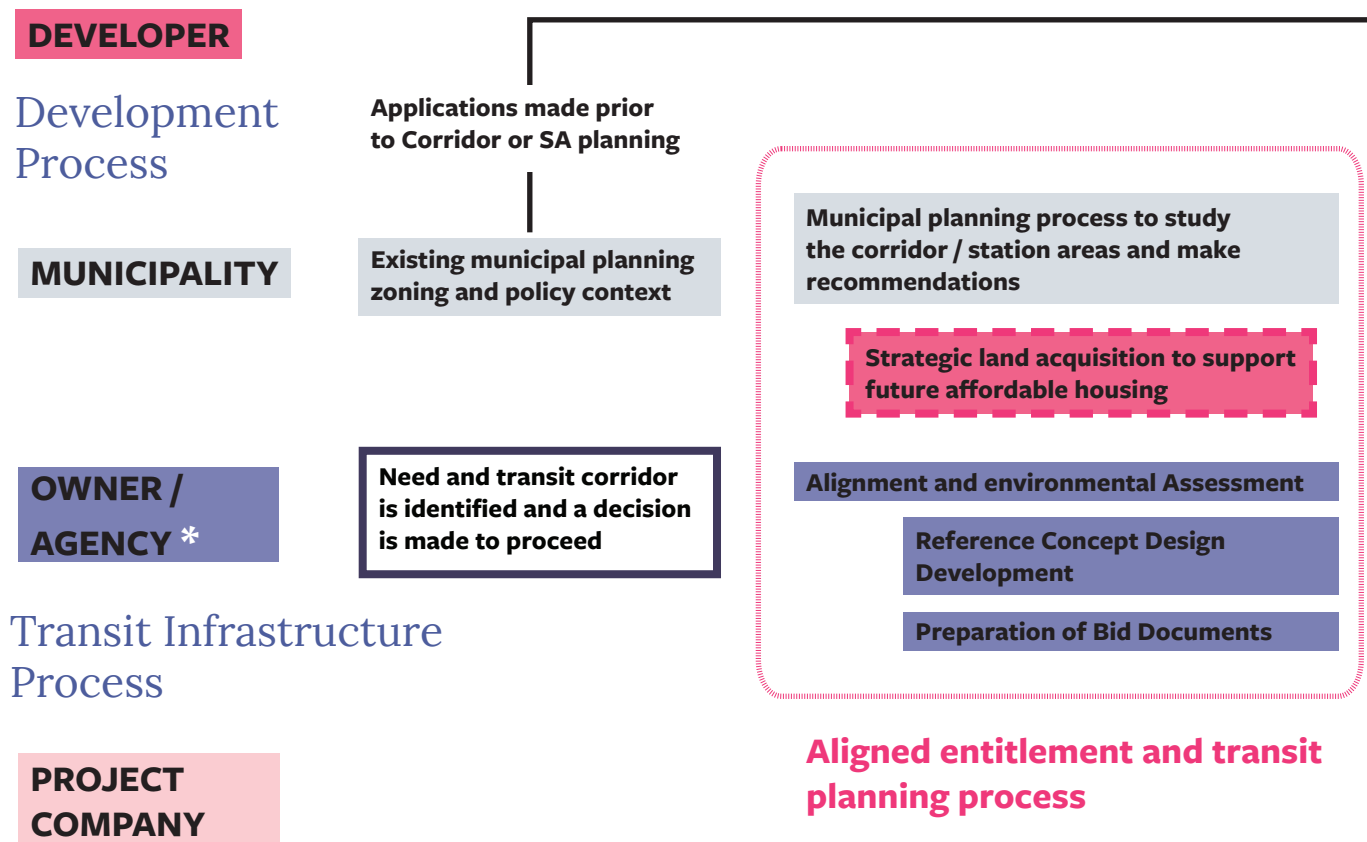 DEVELOPER
Development
Process
Applications made prior
to Corridor or SA planning
MUNICIPALITY
Existing municipal planning
zoning and policy context
Municipal planning process to study
the corridor / station areas and make
recommendations
Strategic land acquisition to support
future affordable housing
OWNER /
AGENCY *
Need and transit corridor
is identified and a decision
is made to proceed
Alignment and environmental Assessment
Reference Concept Design
Development
Preparation of Bid Documents
Transit Infrastructure
Process
PROJECT
COMPANY
Aligned entitlement and transit
planning process